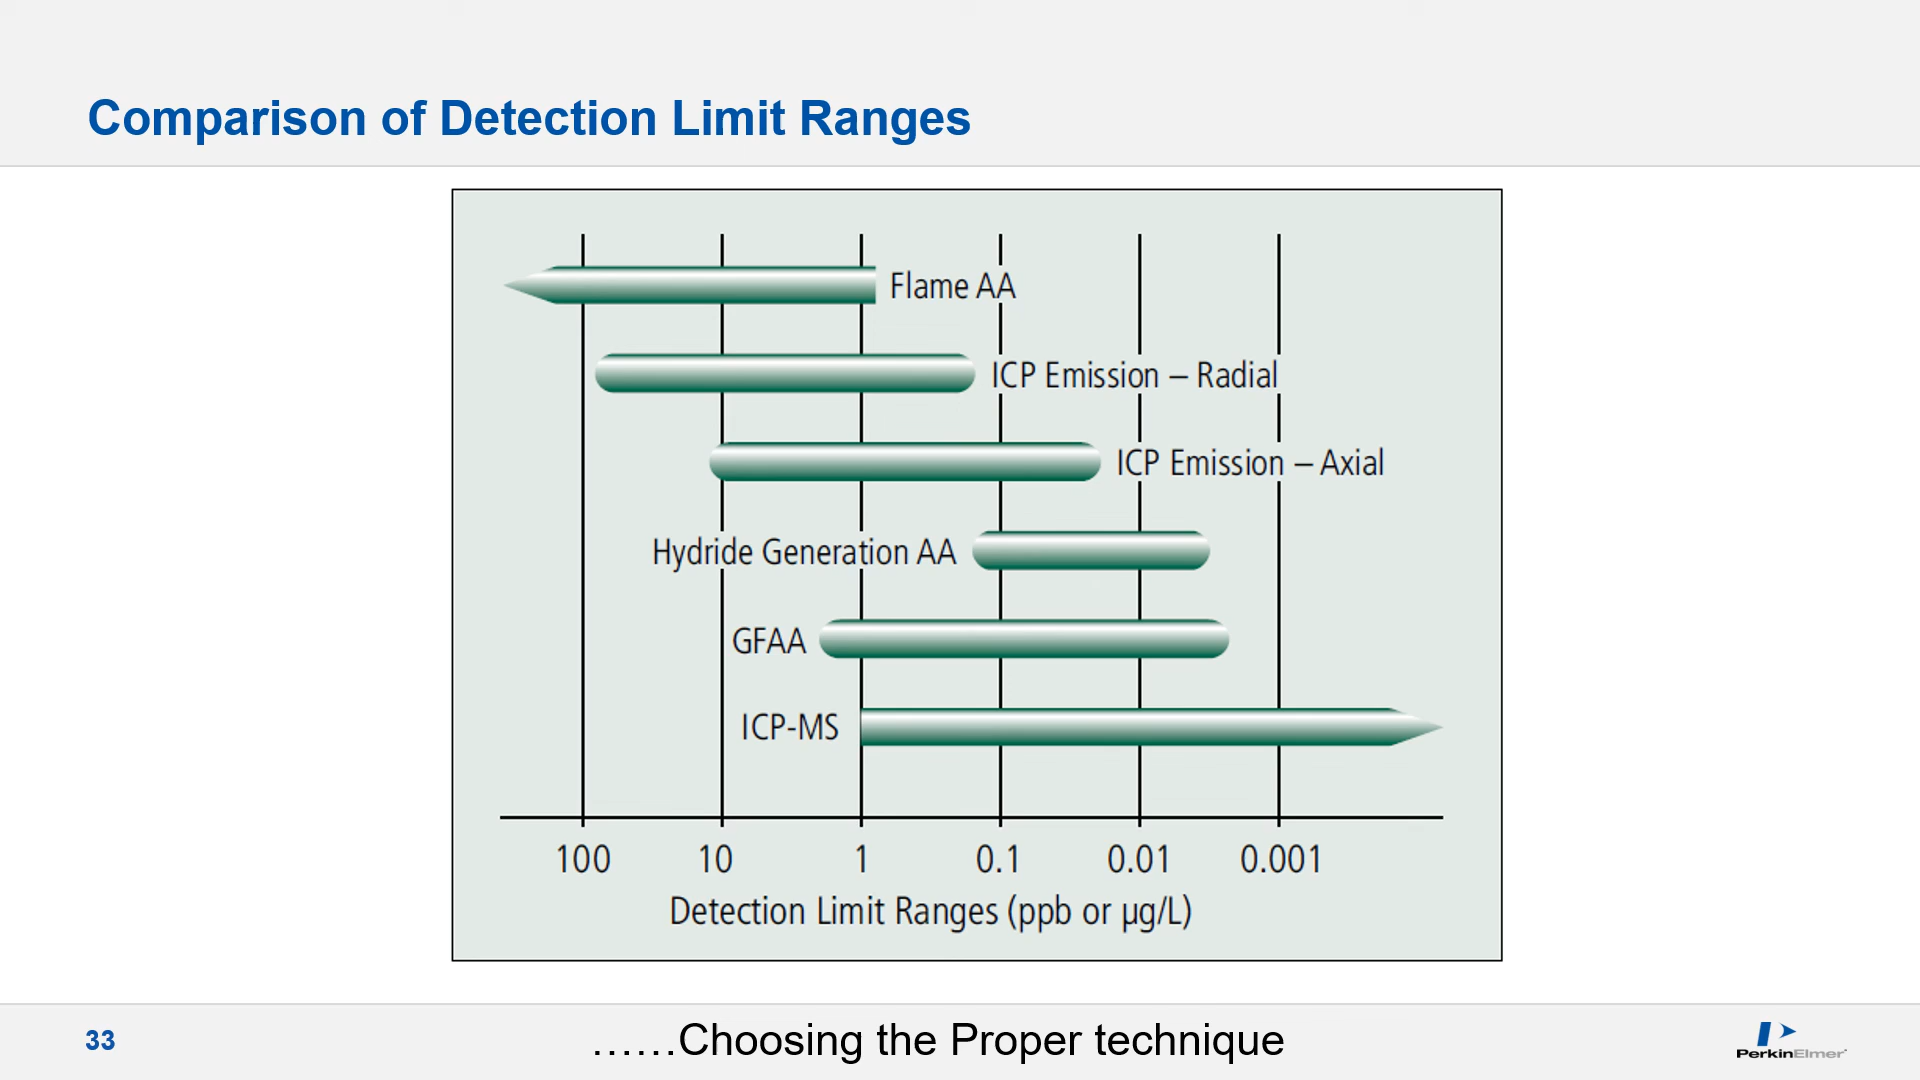 Comparison of Detection Limit Ranges
Flame AA
ICP Emission – Radial
ICP Emission – Axial
Hydride Generation AA
GFAA
ICP-MS
100 10 1 0.1 0.01 0.001
Detection Limit Ranges (ppb or µg/L)
33
……Choosing the Proper technique
PerkinElmer